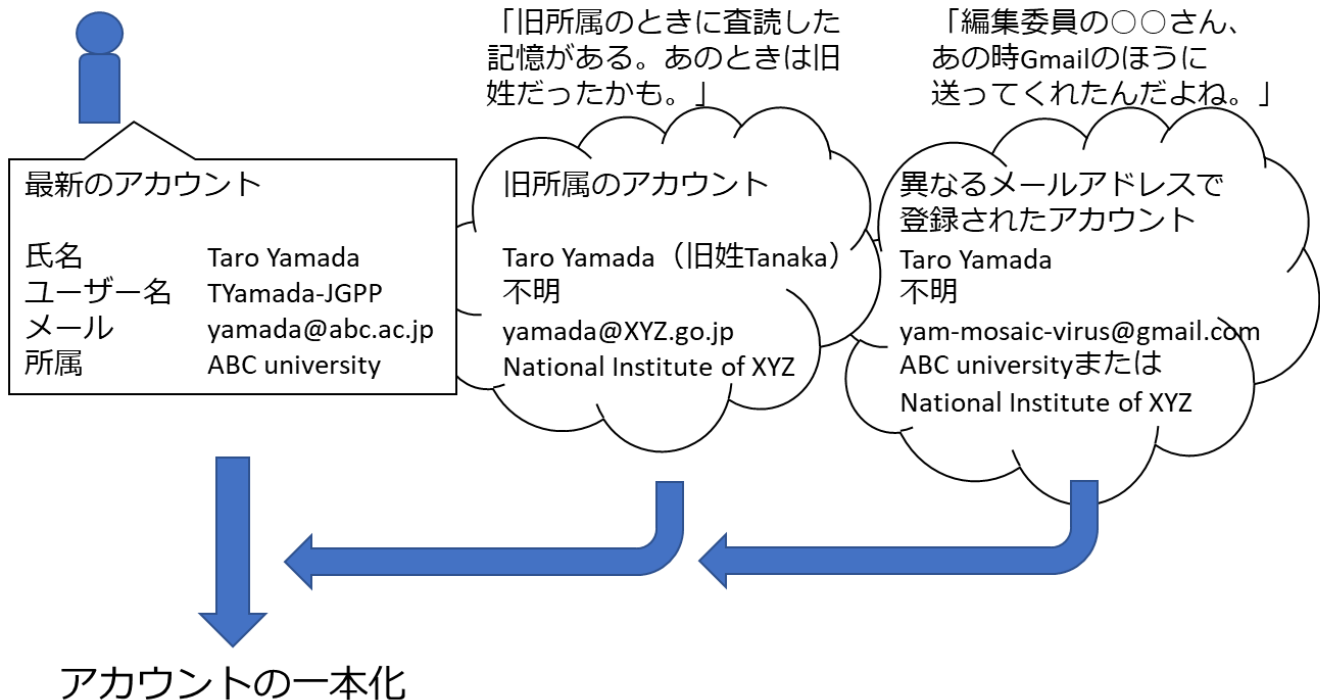 「旧所属のときに査読した
記憶がある。あのときは旧
姓だったかも。」
「編集委員の○○さん、
あの時Gmailのほうに
送ってくれたんだよね。」
最新のアカウント
氏名 Taro Yamada
ユーザー名 TYamada-JGPP
メール yamada@abc.ac.jp
所属 ABC university
旧所属のアカウント
Taro Yamada（旧姓Tanaka）
不明
yamada@XYZ.go.jp
National Institute of XYZ
異なるメールアドレスで
登録されたアカウント
Taro Yamada
不明
yam-mosaic-virus@gmail.com
ABC universityまたは
National Institute of XYZ
アカウントの一本化